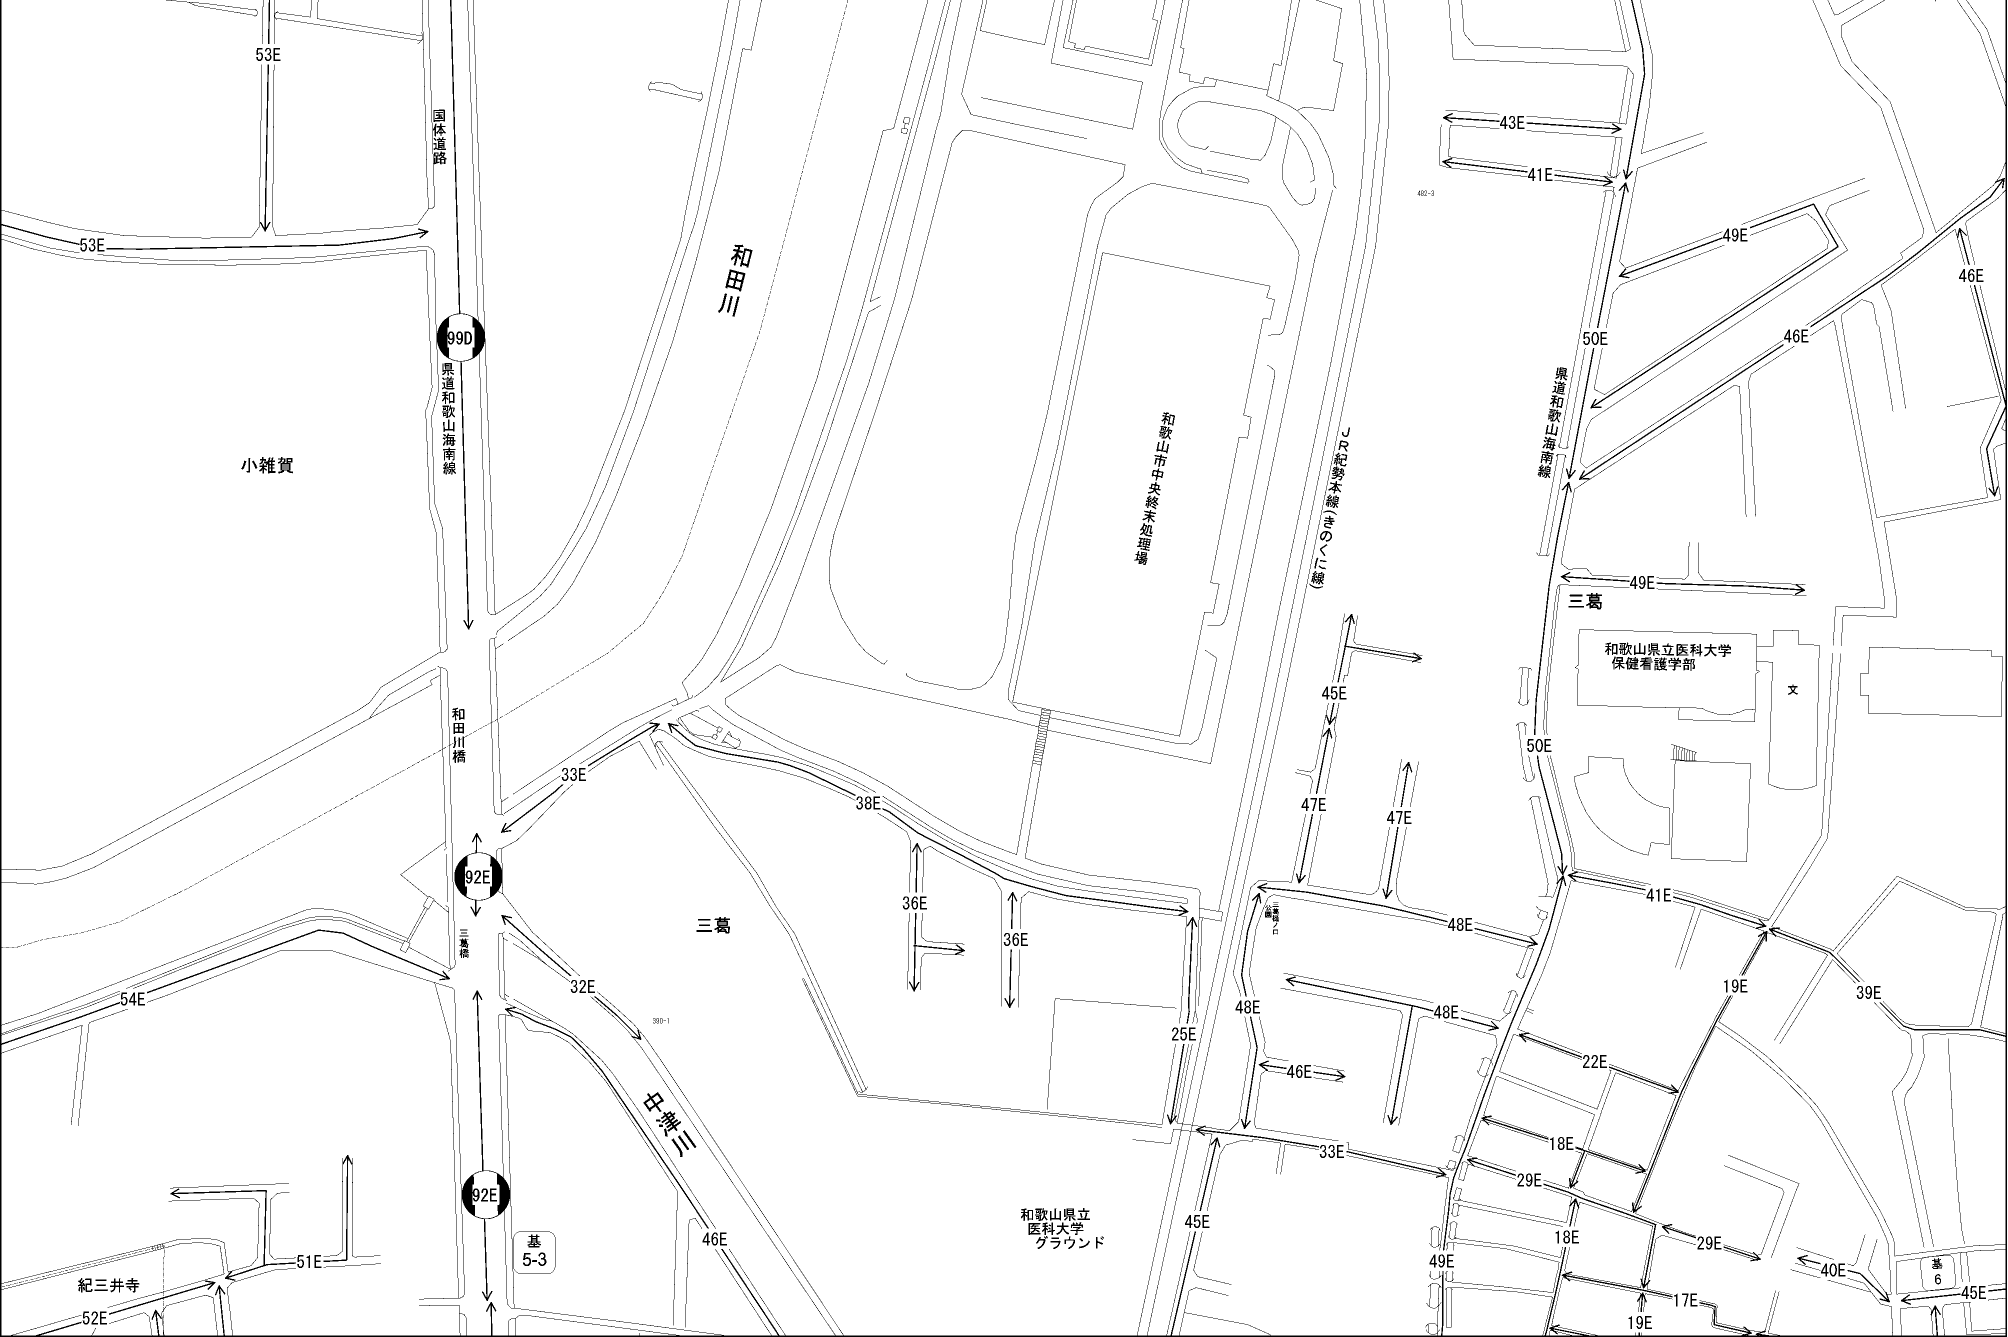 53E
国体道路
43E
41E
482-3
53E
49E
和田川
46E
99D
50E
46E
県道和歌山海南線
県道和歌山海南線
小雑賀
和歌山市中央終末処理場
JR紀勢本線(きのくに線)
49E
三葛
和歌山県立医科大学
保健看護学部
文
45E
和田川橋
50E
33E
38E
47E
47E
92E
36E
41E
三葛
48E
三葛橋
36E
32E
54E
19E
39E
48E
48E
390-1
25E
22E
46E
中津川
18E
33E
29E
92E
和歌山県立
医科大学
グラウンド
45E
18E
46E
29E
基
5-3
51E
49E
40E
基
6
紀三井寺
45E
17E
52E
19E